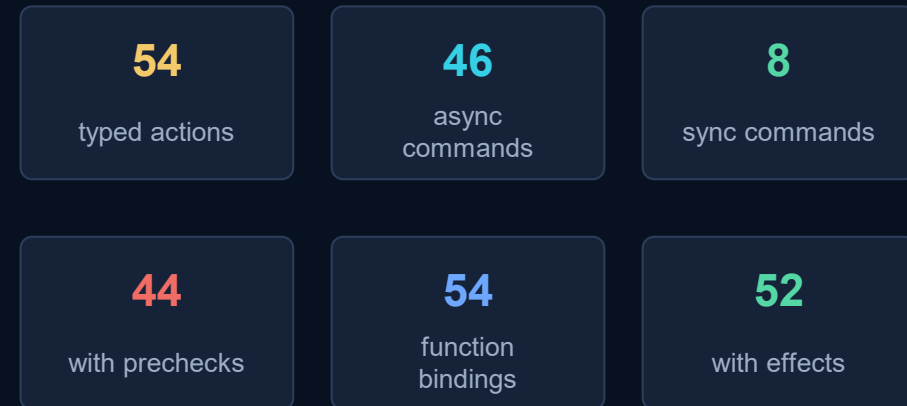 54
typed actions
46
async
commands
8
sync commands
44
with prechecks
54
function
bindings
52
with effects